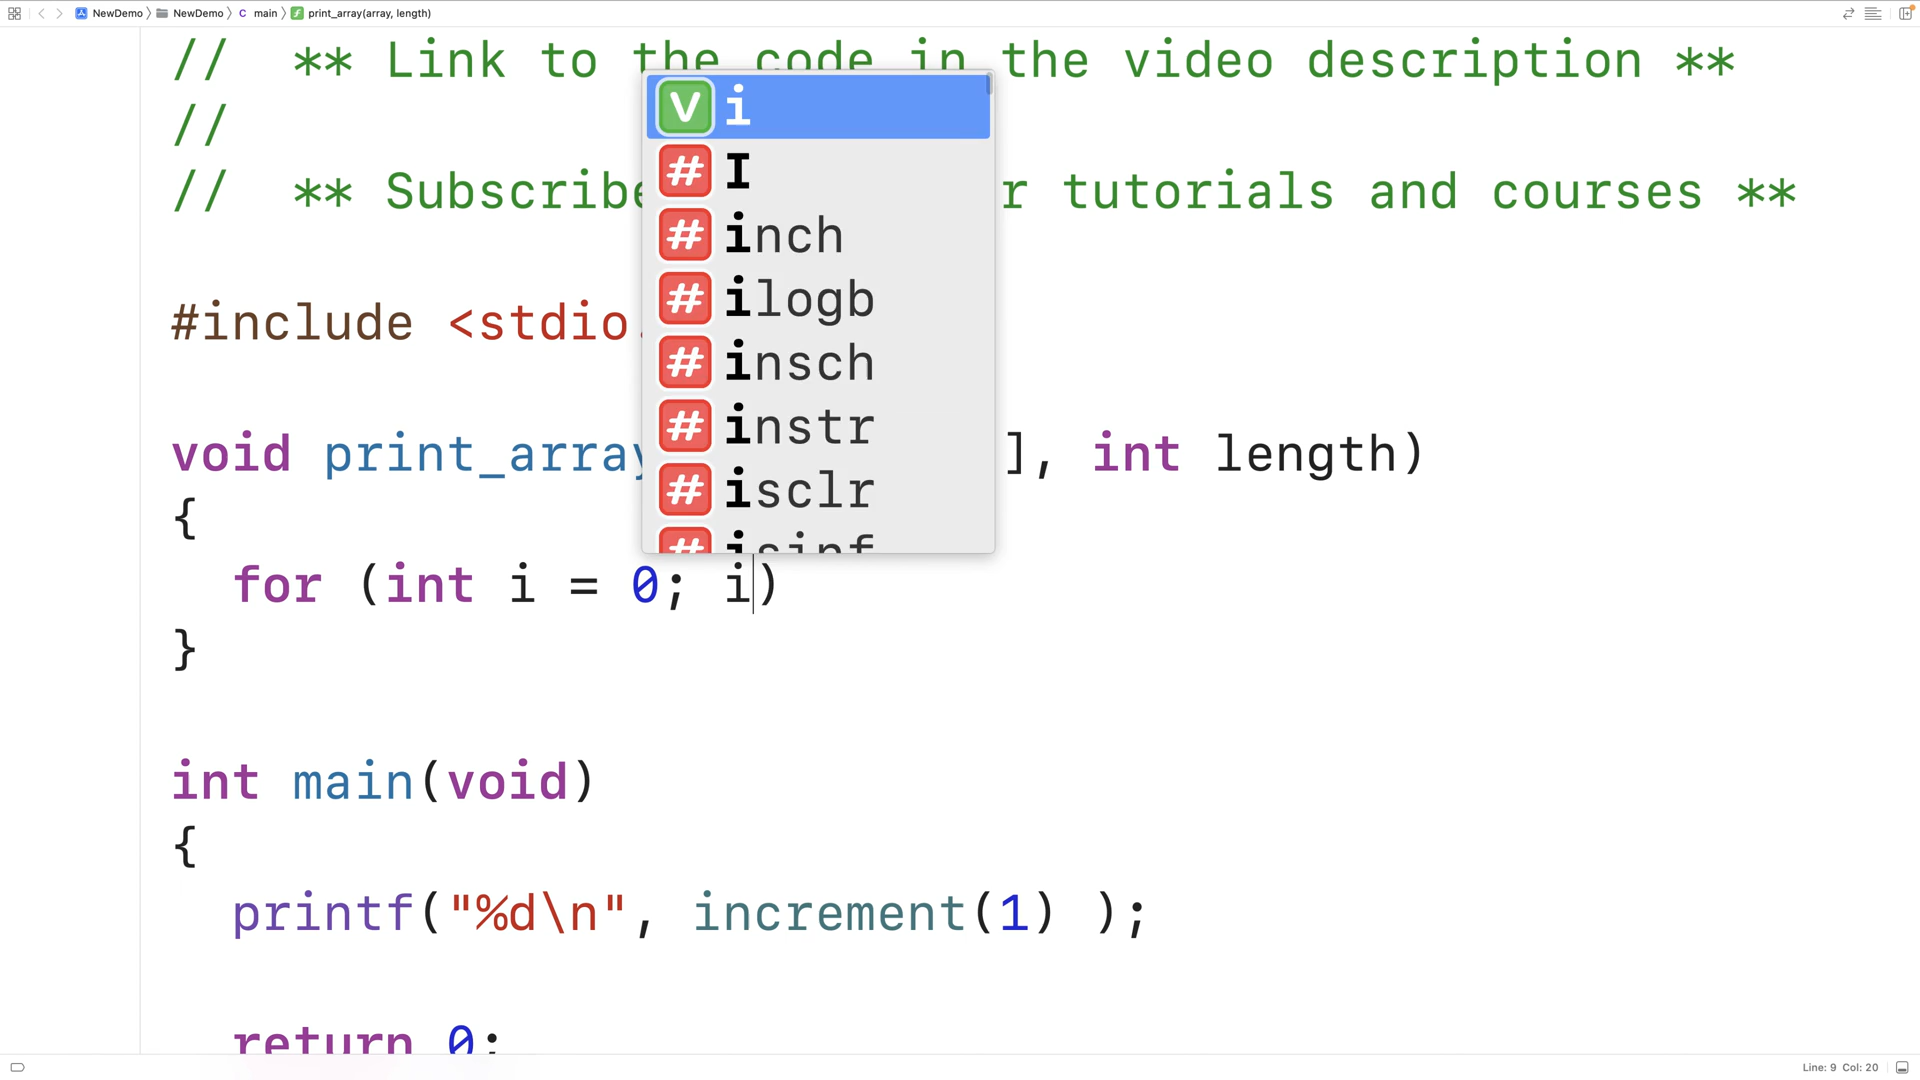 NewDemo NewDemo C main print_array(array, length)
// ** Link to the code in the video description **
//
// ** Subscribe r tutorials and courses **
i
I
inch
ilogb
insch
instr
isclr
isinf
#include <stdio.
void print_array ], int length)
{
for (int i = 0; i)
}
int main(void)
{
printf("%d\n", increment(1) );
return 0;
Line: 9 Col: 20